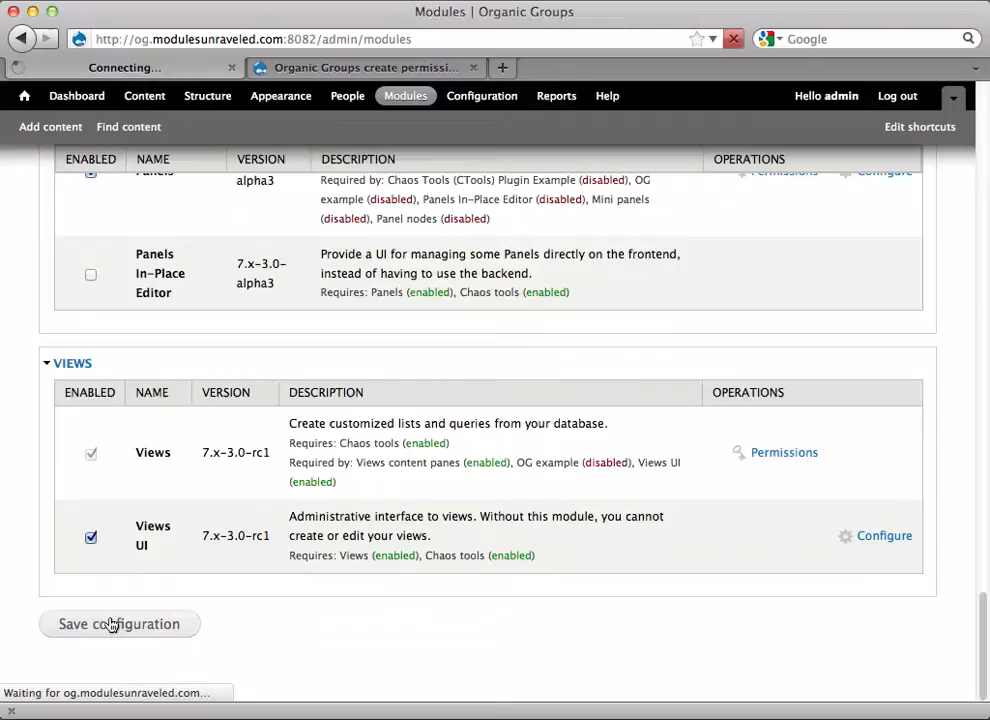 Modules | Organic Groups
http://og.modulesunraveled.com:8082/admin/modules
Google
Connecting...
Organic Groups create permissi...
Dashboard Content Structure Appearance People Modules Configuration Reports Help Hello admin Log out
Add content Find content Edit shortcuts
ENABLED NAME VERSION DESCRIPTION OPERATIONS
Panels Permissions Configure
alpha3
Required by: Chaos Tools (CTools) Plugin Example (disabled), OG
example (disabled), Panels In-Place Editor (disabled), Mini panels
(disabled), Panel nodes (disabled)
Panels
In-Place
Editor
7.x-3.0-
alpha3
Provide a UI for managing some Panels directly on the frontend,
instead of having to use the backend.
Requires: Panels (enabled), Chaos tools (enabled)
VIEWS
ENABLED NAME VERSION DESCRIPTION OPERATIONS
Views
7.x-3.0-rc1
Create customized lists and queries from your database.
Requires: Chaos tools (enabled)
Required by: Views content panes (enabled), OG example (disabled), Views UI
(enabled)
Permissions
Views
UI
7.x-3.0-rc1
Administrative interface to views. Without this module, you cannot
create or edit your views.
Requires: Views (enabled), Chaos tools (enabled)
Configure
Save configuration
Waiting for og.modulesunraveled.com...